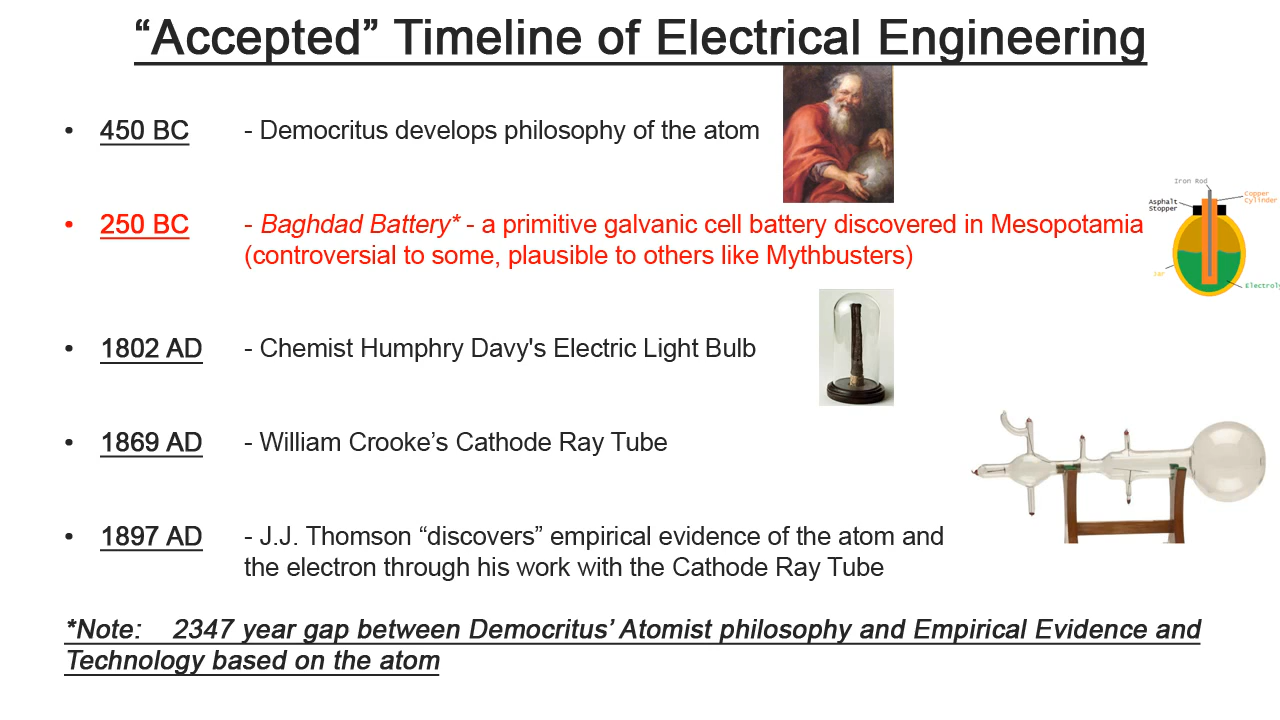 “Accepted” Timeline of Electrical Engineering
• 450 BC - Democritus develops philosophy of the atom
• 250 BC - Baghdad Battery* - a primitive galvanic cell battery discovered in Mesopotamia
(controversial to some, plausible to others like Mythbusters)
Iron Rod
Copper
Cylinder
Asphalt
Stopper
Jar
Electroly
• 1802 AD - Chemist Humphry Davy's Electric Light Bulb
• 1869 AD - William Crooke’s Cathode Ray Tube
• 1897 AD - J.J. Thomson “discovers” empirical evidence of the atom and
the electron through his work with the Cathode Ray Tube
*Note: 2347 year gap between Democritus’ Atomist philosophy and Empirical Evidence and
Technology based on the atom